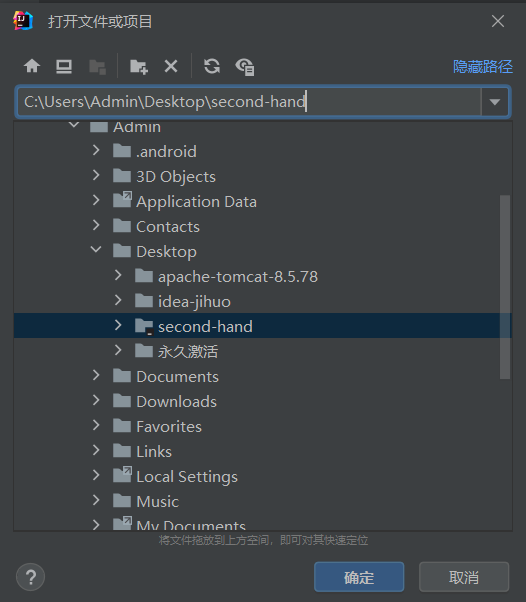 打开文件或项目
隐藏路径
C:\Users\Admin\Desktop\second-hand
Admin
.android
3D Objects
Application Data
Contacts
Desktop
apache-tomcat-8.5.78
idea-jihuo
second-hand
永久激活
Documents
Downloads
Favorites
Links
Local Settings
Music
My Documents
将文件拖放到上方空间，即可对其快速定位
?
确定
取消